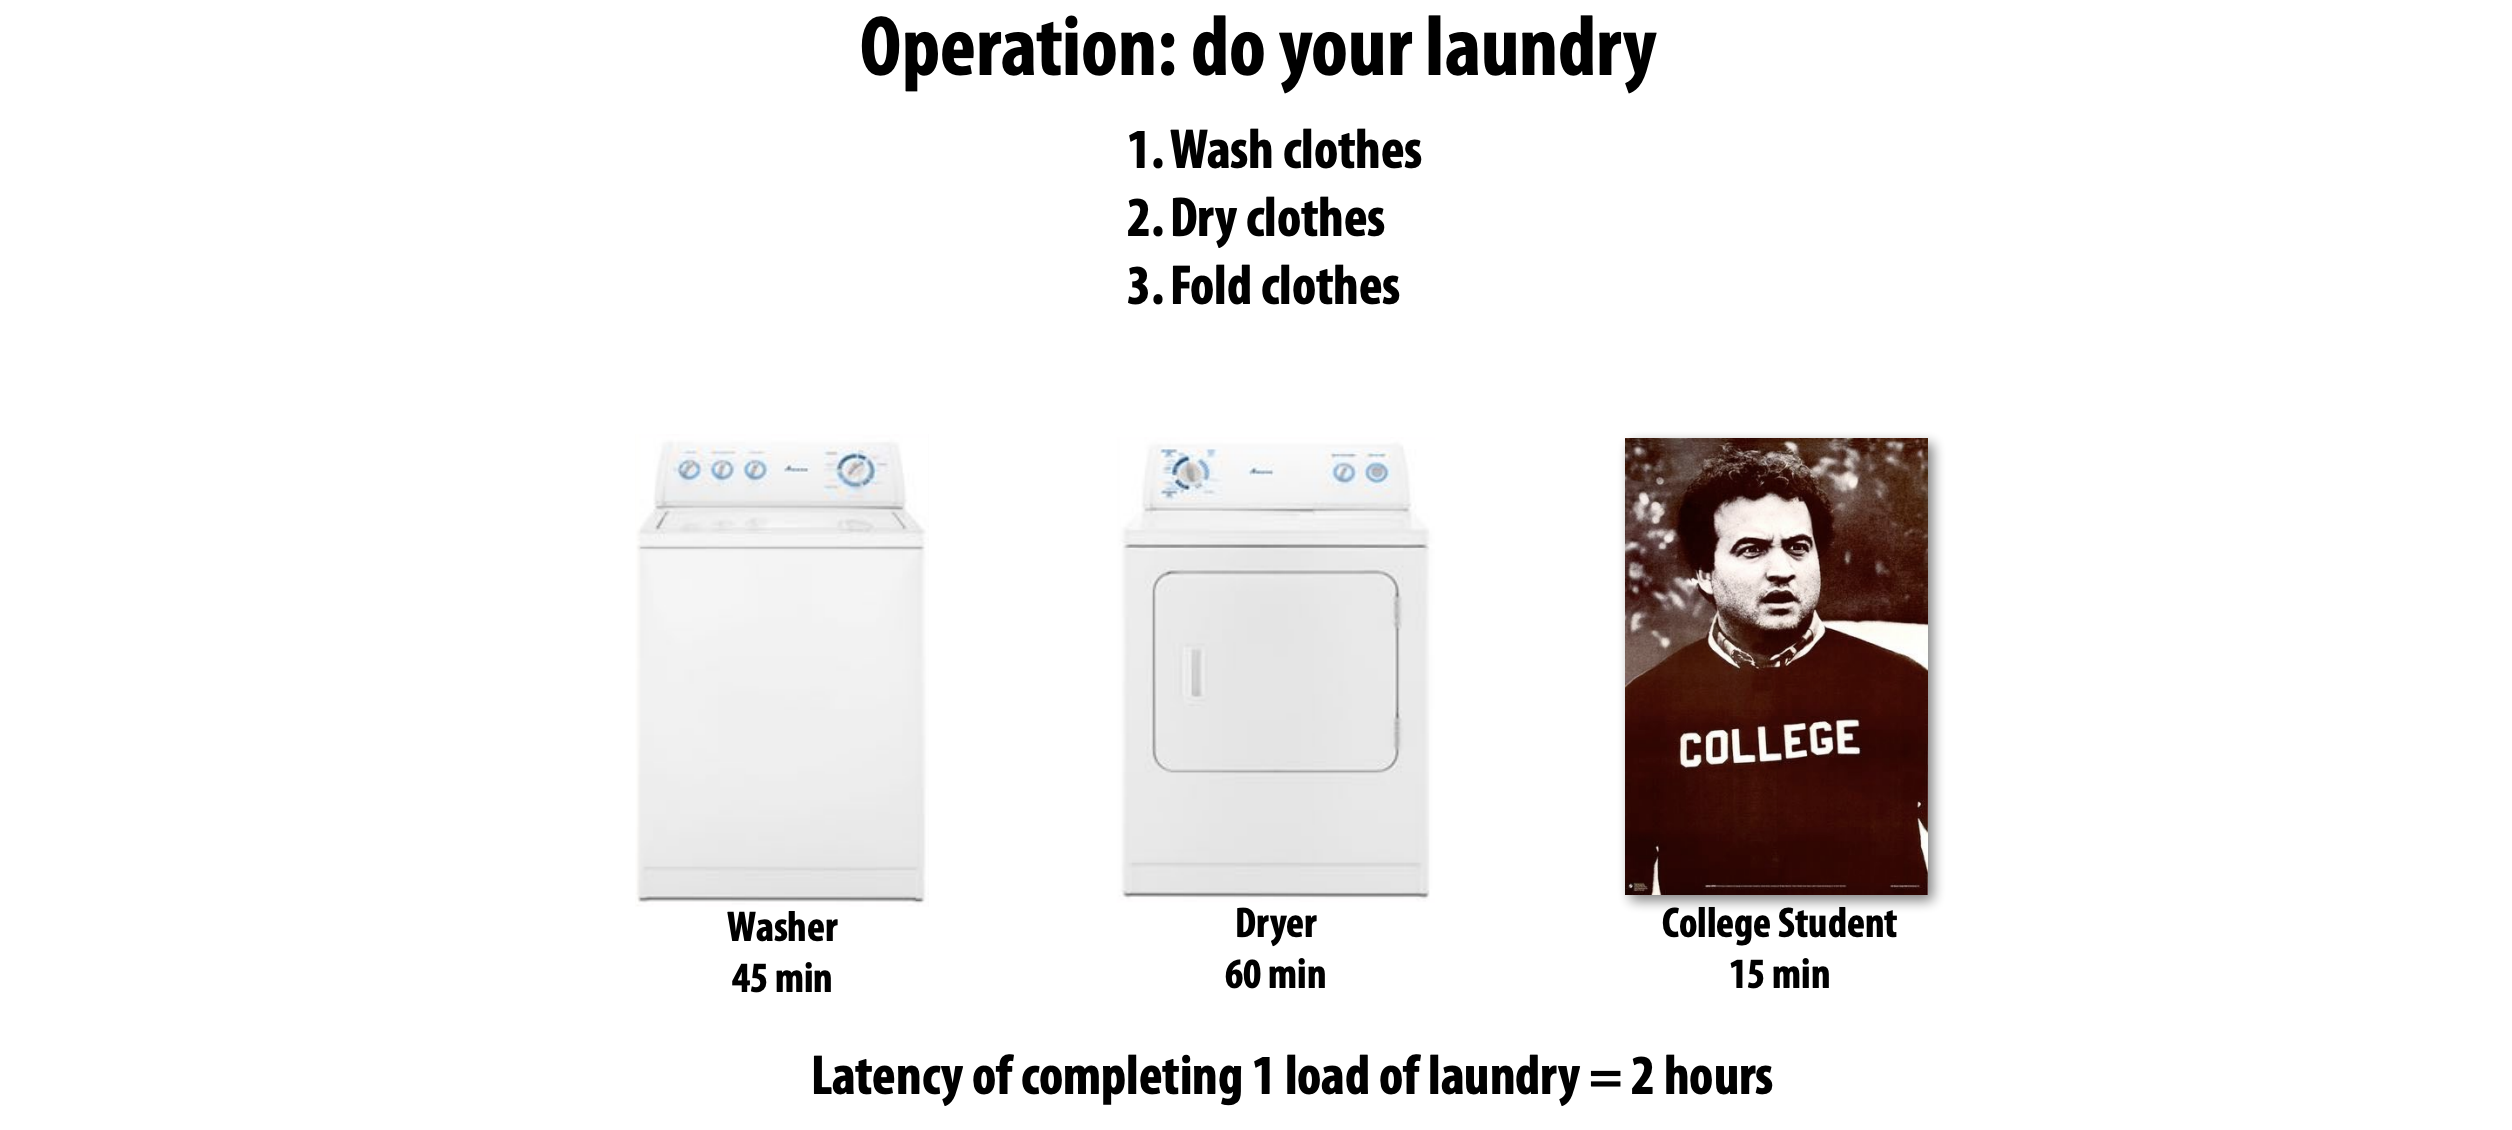 Operation: do your laundry
1. Wash clothes
2. Dry clothes
3. Fold clothes
COLLEGE
Washer
45 min
Dryer
60 min
College Student
15 min
Latency of completing 1 load of laundry = 2 hours